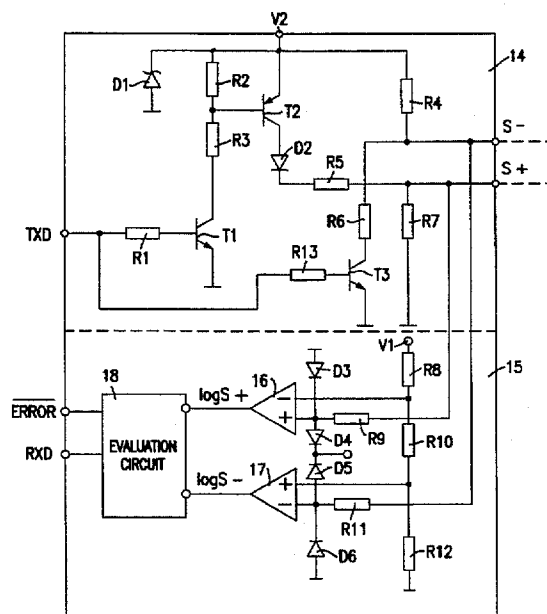 V2
14
D1
R2
T2
R4
S-
R3
D2
S+
R5
R6
R7
TXD
R1
T1
R13
T3
V1
15
R8
18
16
D3
logS+
ERROR
D4
R9
RXD
EVALUATION
CIRCUIT
D5
R10
17
logS-
R11
D6
R12
+
-
+
-